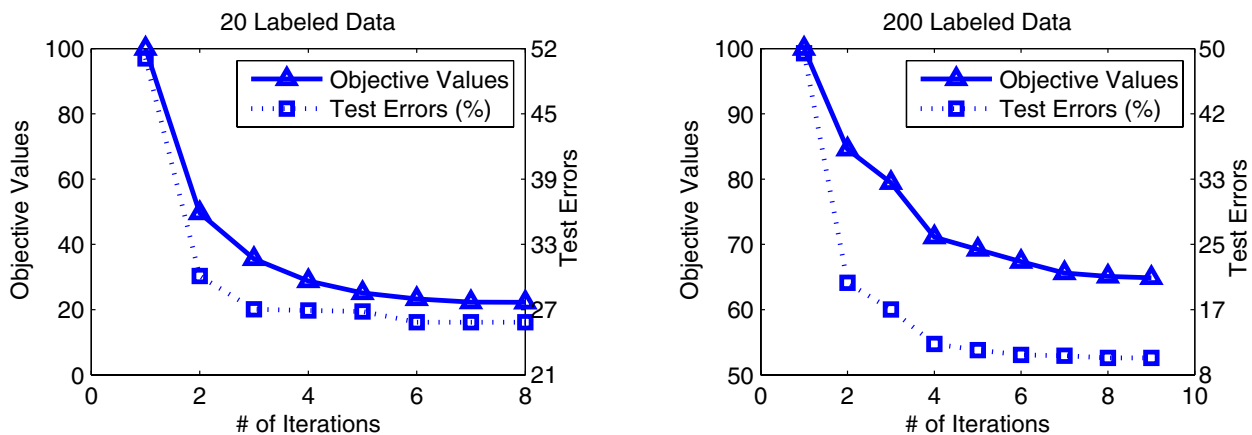 20 Labeled Data
100
80
60
40
20
0
Objective Values
52
45
39
33
27
21
Test Errors
Objective Values
Test Errors (%)
0
2
4
6
8
# of Iterations
200 Labeled Data
100
90
80
70
60
50
Objective Values
50
42
33
25
17
8
Test Errors
Objective Values
Test Errors (%)
0
2
4
6
8
10
# of Iterations